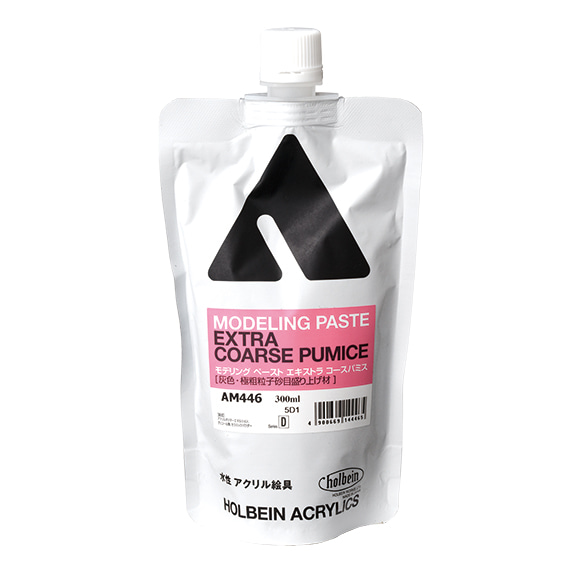 MODELING PASTE
EXTRA
COARSE PUMICE
モデリング ペースト エキストラ コースパミス
[灰色・極粗粒子砂目盛り上げ材]
AM446 300ml
5D1
Series D
水性 アクリル絵具
holbein
HOLBEIN ACRYLICS